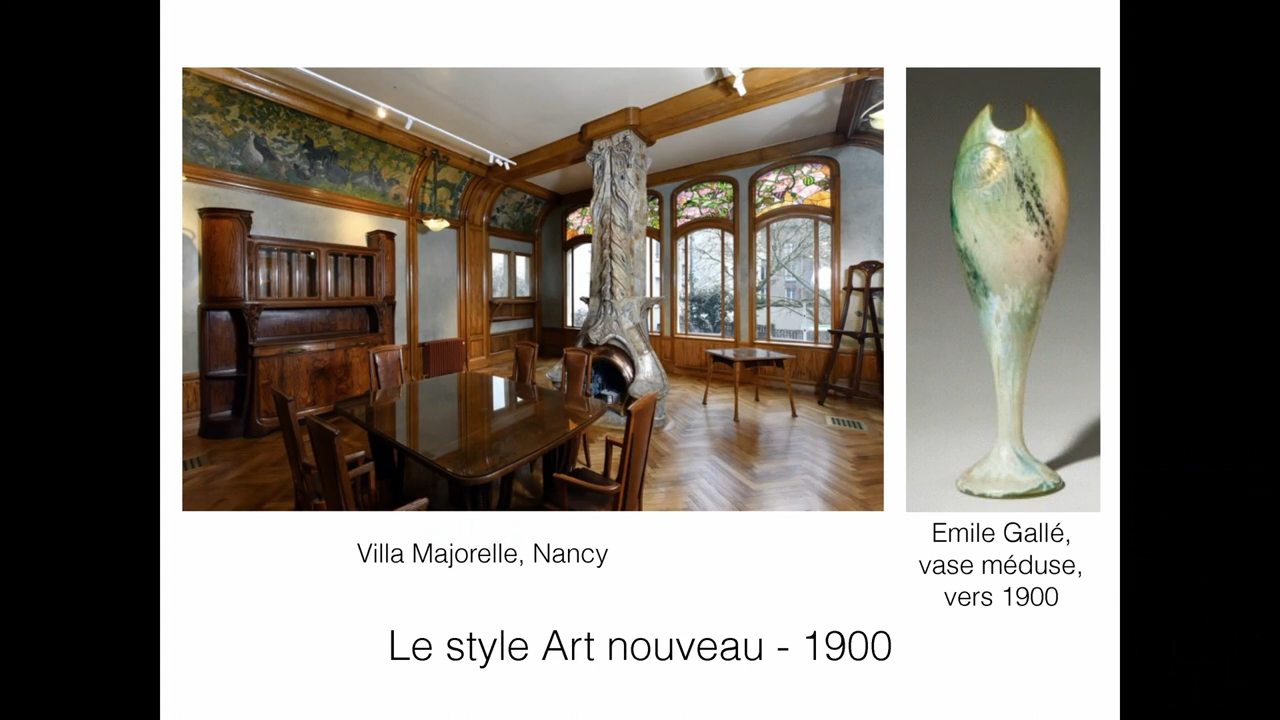 Villa Majorelle, Nancy
Emile Gallé,
vase méduse,
vers 1900
Le style Art nouveau - 1900